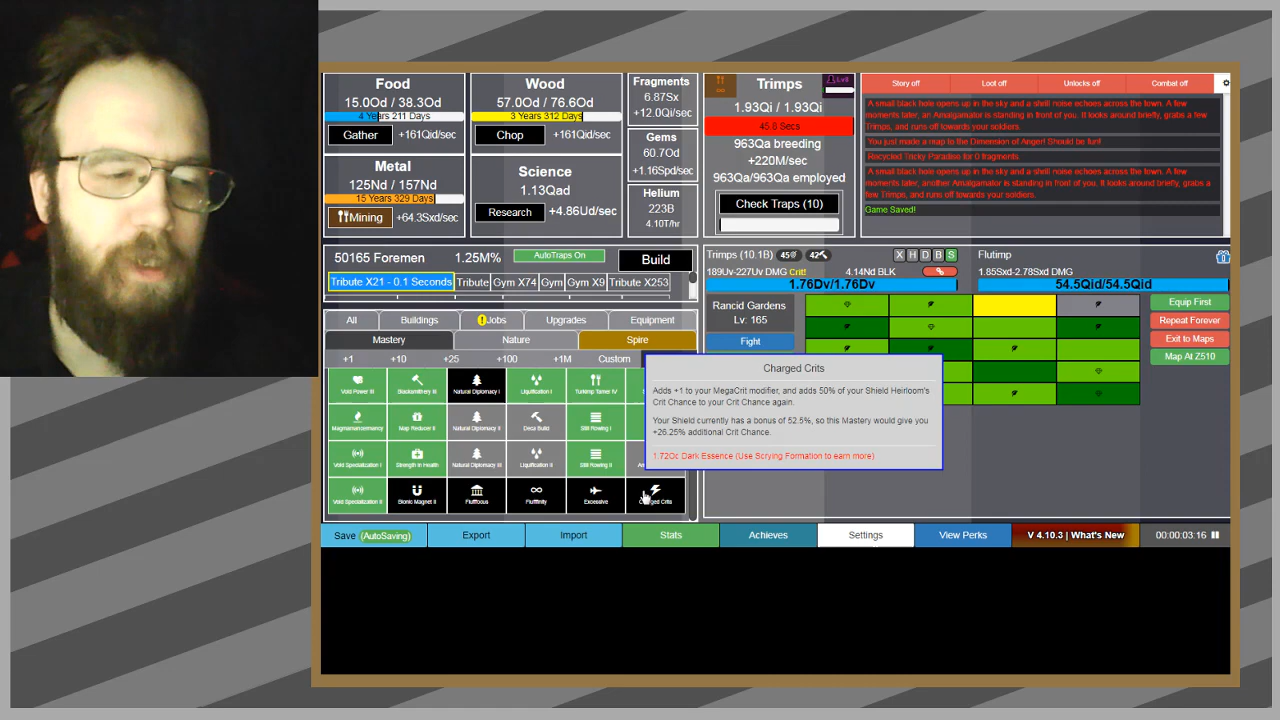 Food
15.0Od / 38.3Od
4 Years 211 Days
Gather
+161Qid/sec
Wood
57.0Od / 76.6Od
3 Years 312 Days
Chop
+161Qid/sec
Metal
125Nd / 157Nd
15 Years 329 Days
Mining
+64.3Sxd/sec
Science
1.13Qad
Research
+4.86Ud/sec
Fragments
6.87Sx
+12.0Qi/sec
Gems
60.7Od
+1.16Spd/sec
Helium
223B
4.10T/hr
Trimps
1.93Qi / 1.93Qi
45.8 Secs
963Qa breeding
+220M/sec
963Qa/963Qa employed
Check Traps (10)
Story off
Loot off
Unlocks off
Combat off
A small black hole opens up in the sky and a shrill noise echoes across the town. A few
moments later, an Amalgamator is standing in front of you. It looks around briefly, grabs a
few Trimps, and runs off towards your soldiers.
You just made a map to the Dimension of Anger! Should be fun!
Recycled Tricky Paradise for 0 fragments.
A small black hole opens up in the sky and a shrill noise echoes across the town. A few
moments later, another Amalgamator is standing in front of you. It looks around briefly, grabs
a few Trimps, and runs off towards your soldiers.
Game Saved!
50165 Foremen
1.25M%
AutoTraps On
Build
Tribute X21 - 0.1 Seconds
Tribute
Gym X74
Gym
Gym X9
Tribute X253
All
Buildings
Jobs
Upgrades
Equipment
Mastery
Nature
Spire
+1
+10
+25
+100
+1M
Custom
Void Power III
Blacksmithery III
Natural Diplomacy I
Liquification I
Turkimp Tamer IV
Magmamancermancy
Map Reducer II
Natural Diplomacy II
Deca Build
Still Rowing I
Void Specialization I
Strength in Health
Natural Diplomacy III
Liquification II
Still Rowing II
Void Specialization II
Bionic Magnet II
Fluffocus
Fluffinity
Excessive
Charged Crits
Trimps (10.1B)
45
42
X
H
D
B
S
189Uv-227Uv DMG Crit!
4.14Nd BLK
1.76Dv/1.76Dv
Flutimp
1.85Sxd-2.78Sxd DMG
54.5Qid/54.5Qid
Rancid Gardens
Lv: 165
Fight
Equip First
Repeat Forever
Exit to Maps
Map At Z510
Charged Crits
Adds +1 to your MegaCrit modifier, and adds 50% of your Shield Heirloom's
Crit Chance to your Crit Chance again.
Your Shield currently has a bonus of 52.5%, so this Mastery would give you
+26.25% additional Crit Chance.
1.72Oc Dark Essence (Use Scrying Formation to earn more)
Save (AutoSaving)
Export
Import
Stats
Achieves
Settings
View Perks
V 4.10.3 | What's New
00:00:03:16